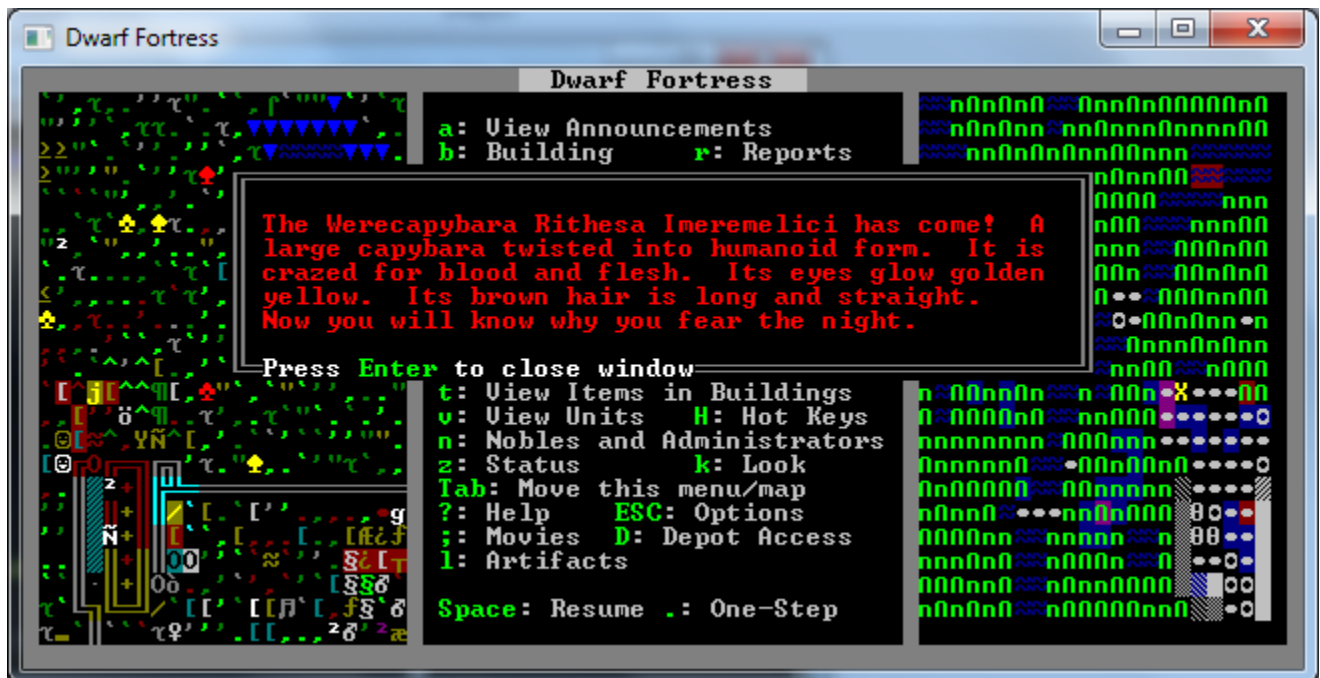 Dwarf Fortress
Dwarf Fortress
a: View Announcements
b: Building r: Reports
The Werecapybara Rithesa Imeremelici has come! A
large capybara twisted into humanoid form. It is
crazed for blood and flesh. Its eyes glow golden
yellow. Its brown hair is long and straight.
Now you will know why you fear the night.
Press Enter to close window
t: View Items in Buildings
v: View Units H: Hot Keys
n: Nobles and Administrators
z: Status k: Look
Tab: Move this menu/map
?: Help ESC: Options
;: Movies D: Depot Access
l: Artifacts
Space: Resume .: One-Step